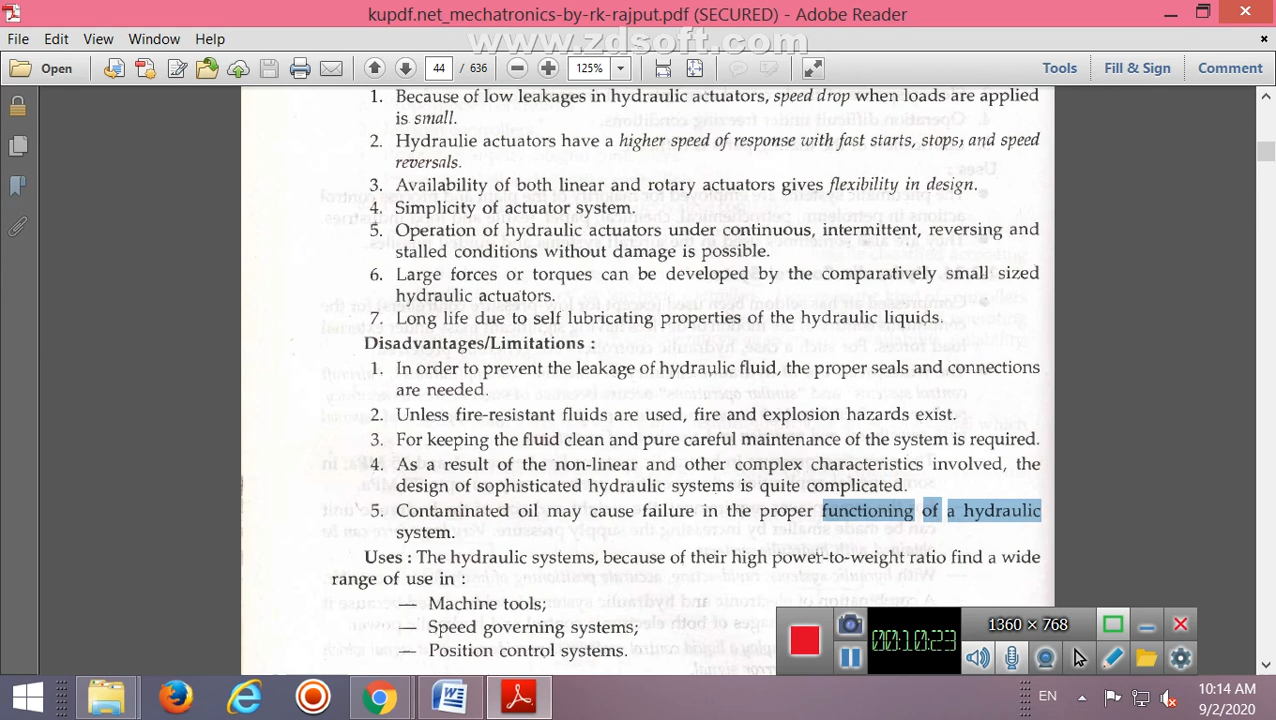 kupdf.net_mechatronics-by-rk-rajput.pdf (SECURED) - Adobe Reader
www.zdsoft.com
File Edit View Window Help
Open 44 / 636 125% Tools Fill & Sign Comment
1. Because of low leakages in hydraulic actuators, speed drop when loads are applied
is small.
2. Hydraulie actuators have a higher speed of response with fast starts, stops, and speed
reversals.
3. Availability of both linear and rotary actuators gives flexibility in design.
4. Simplicity of actuator system.
5. Operation of hydraulic actuators under continuous, intermittent, reversing and
stalled conditions without damage is possible.
6. Large forces or torques can be developed by the comparatively small sized
hydraulic actuators.
7. Long life due to self lubricating properties of the hydraulic liquids.
Disadvantages/Limitations :
1. In order to prevent the leakage of hydraulic fluid, the proper seals and connections
are needed.
2. Unless fire-resistant fluids are used, fire and explosion hazards exist.
3. For keeping the fluid clean and pure careful maintenance of the system is required.
4. As a result of the non-linear and other complex characteristics involved, the
design of sophisticated hydraulic systems is quite complicated.
5. Contaminated oil may cause failure in the proper functioning of a hydraulic
system.
Uses : The hydraulic systems, because of their high power-to-weight ratio find a wide
range of use in :
— Machine tools;
— Speed governing systems;
— Position control systems.
00:10:23
1360 × 768
EN
10:14 AM
9/2/2020